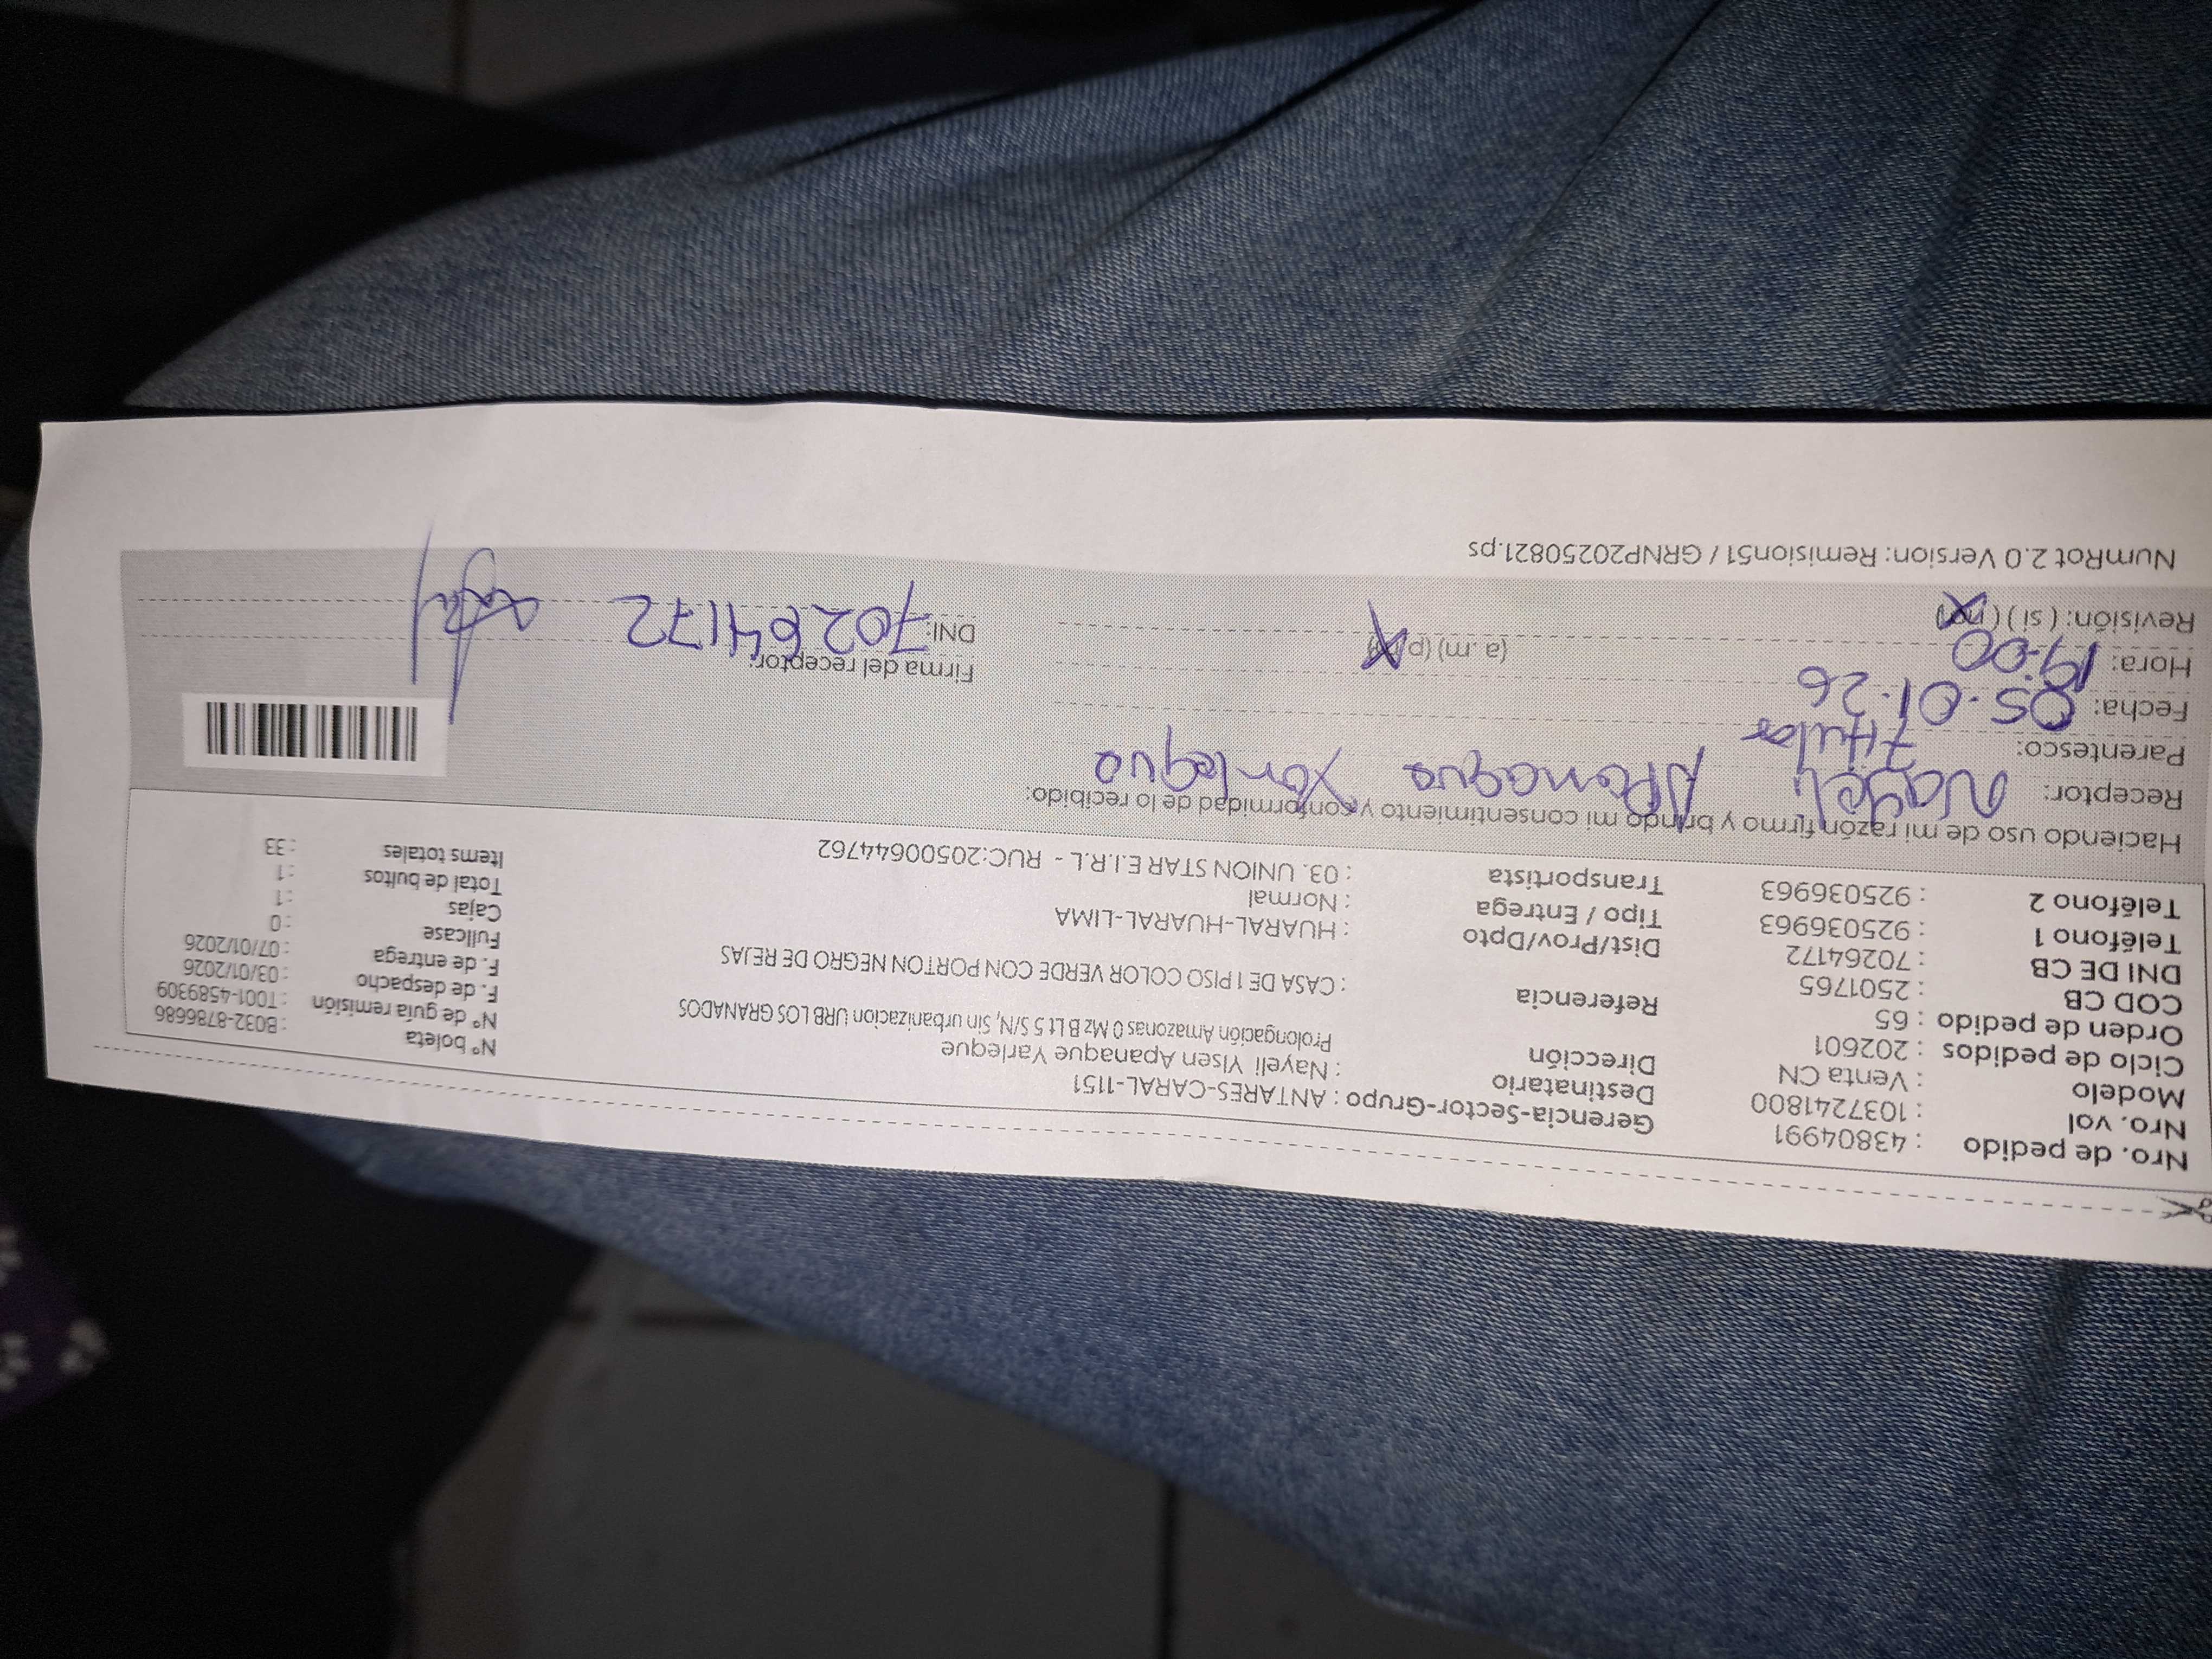 Nro. de pedido : 43804991
Nro. vol : 1037241800
Modelo : Venta CN
Ciclo de pedidos : 202601
Orden de pedido : 65
COD CB : 2501765
DNI DE CB : 70264172
Teléfono 1 : 925036963
Teléfono 2 : 925036963
Gerencia-Sector-Grupo : ANTARES-CARAL-1151
Destinatario : Nayeli Ylsen Apanaque Yarleque
Dirección Prolongación Amazonas 0 Mz B Lt 5 S/N, Sin urbanizacion URB LOS GRANADOS
Referencia : CASA DE 1 PISO COLOR VERDE CON PORTON NEGRO DE REJAS
Dist/Prov/Dpto : HUARAL-HUARAL-LIMA
Tipo / Entrega : Normal
Transportista : 03. UNION STAR E.I.R.L - RUC:20500644762
N° boleta : B032-8786686
N° de guía remisión : T001-4589309
F. de despacho : 03/01/2026
F. de entrega : 07/01/2026
Fullcase : 0
Cajas : 1
Total de bultos : 1
Items totales : 33
Haciendo uso de mi razón firmo y brindo mi consentimiento y conformidad de lo recibido:
Receptor: Nayeli Apanaque Yarleque
Parentesco: Titular
Fecha: 05.01.26
Hora: 19:00 (a. m) (p.m)
Revisión: ( si ) ( no )
Firma del receptor:
DNI: 70264172
NumRot 2.0 Version: Remision51 / GRNP20250821.ps